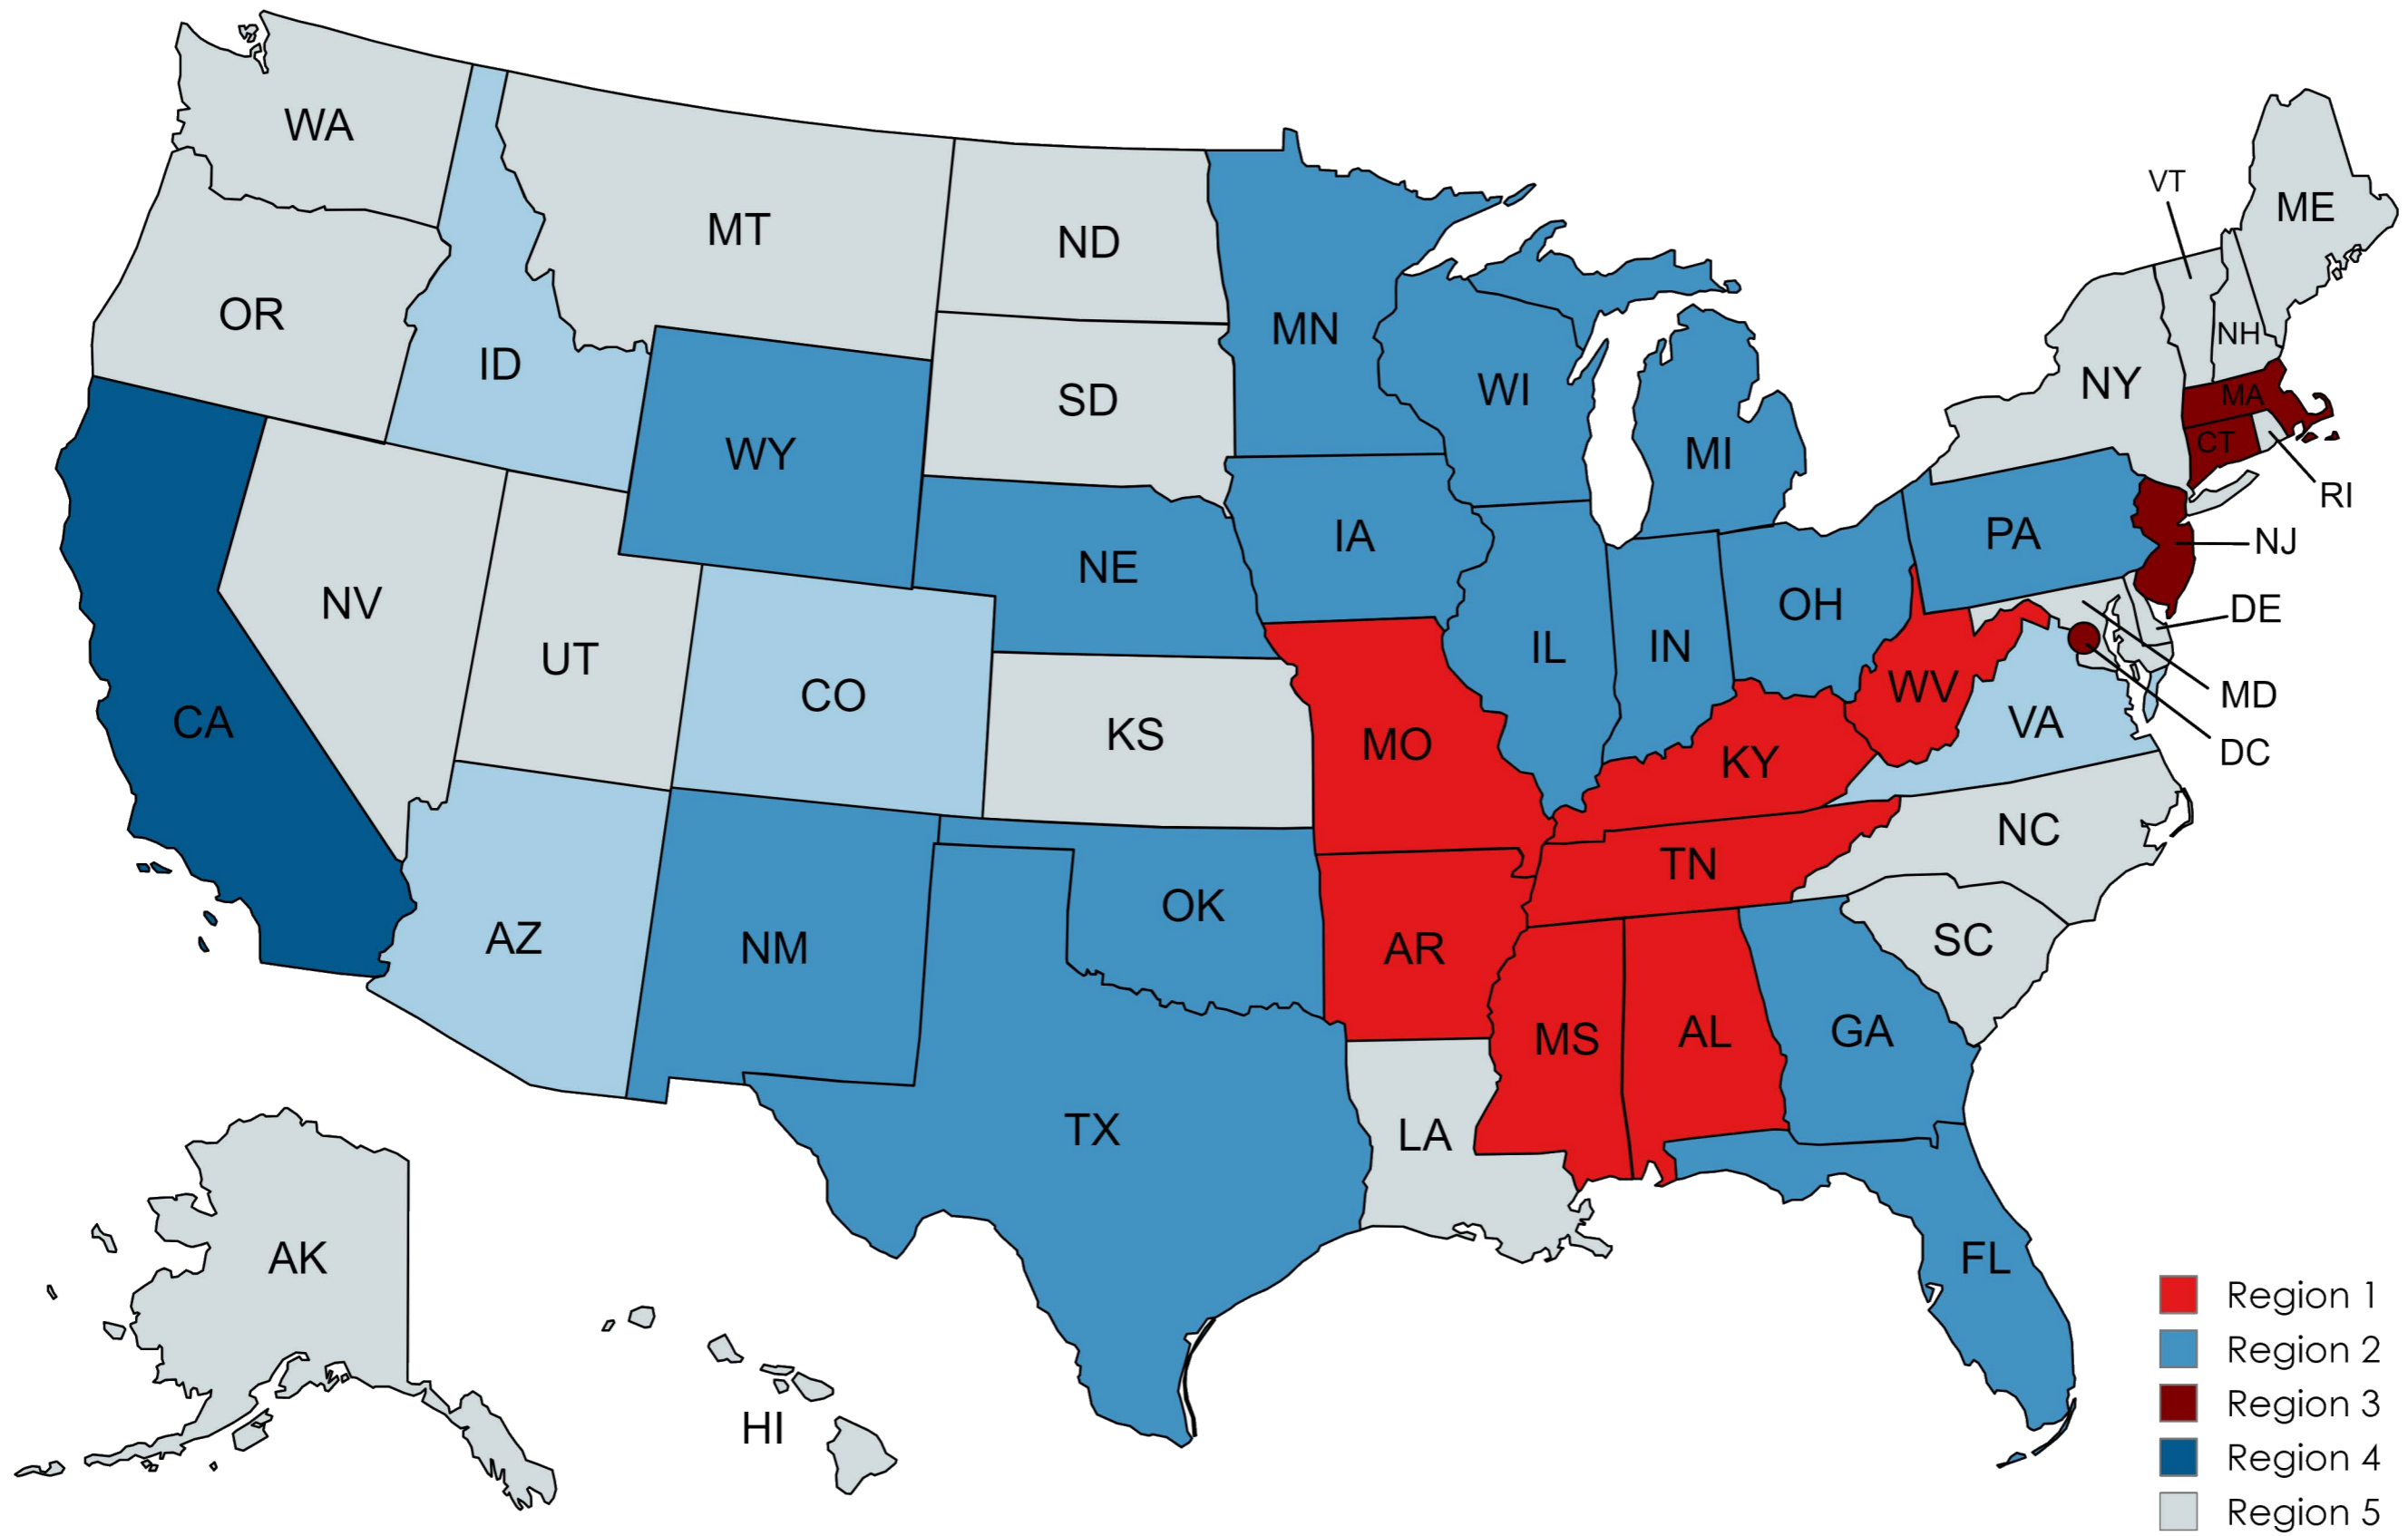 WA
VT
ME
MT
ND
OR
MN
NH
ID
NY
WI
MA
SD
CT
WY
MI
RI
PA
IA
NJ
NE
NV
OH
DE
IL
IN
UT
WV
MD
CO
CA
VA
KS
MO
DC
KY
NC
TN
OK
AZ
NM
AR
SC
MS
AL
GA
TX
LA
AK
FL
HI
Region 1
Region 2
Region 3
Region 4
Region 5